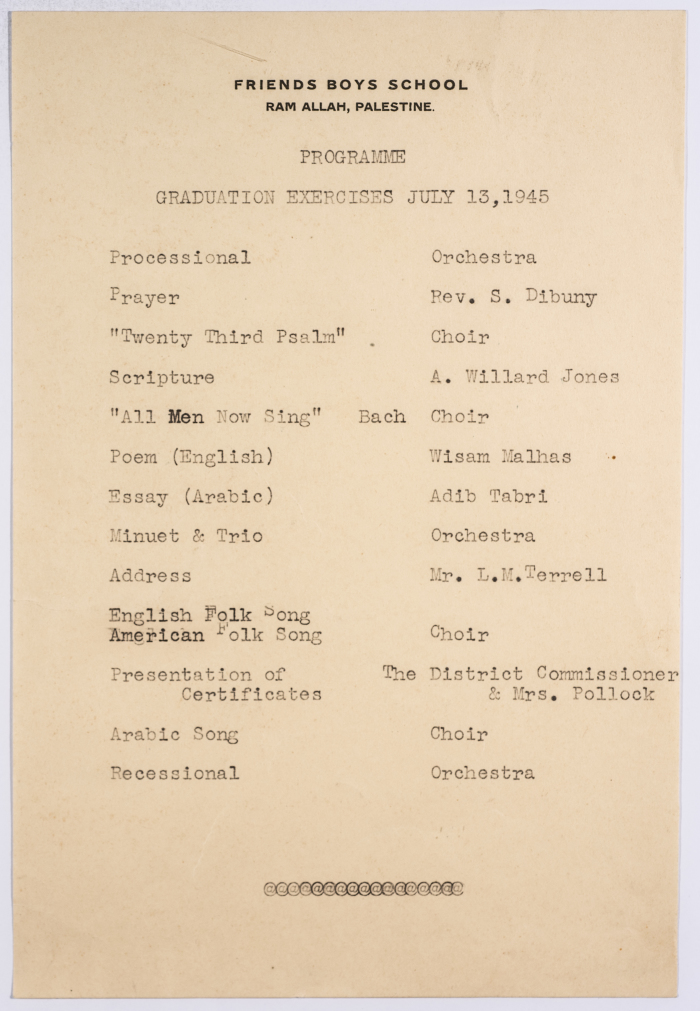 FRIENDS BOYS SCHOOL
RAM ALLAH, PALESTINE.
PROGRAMME
GRADUATION EXERCISES JULY 13,1945
Processional Orchestra
Prayer Rev. S. Dibuny
"Twenty Third Psalm" Choir
Scripture A. Willard Jones
"All Men Now Sing" Bach Choir
Poem (English) Wisam Malhas
Essay (Arabic) Adib Tabri
Minuet & Trio Orchestra
Address Mr. L.M.Terrell
English Folk Song
American Folk Song Choir
Presentation of The District Commissioner
Certificates & Mrs. Pollock
Arabic Song Choir
Recessional Orchestra
@@@@@@@@@@@@@@@@@